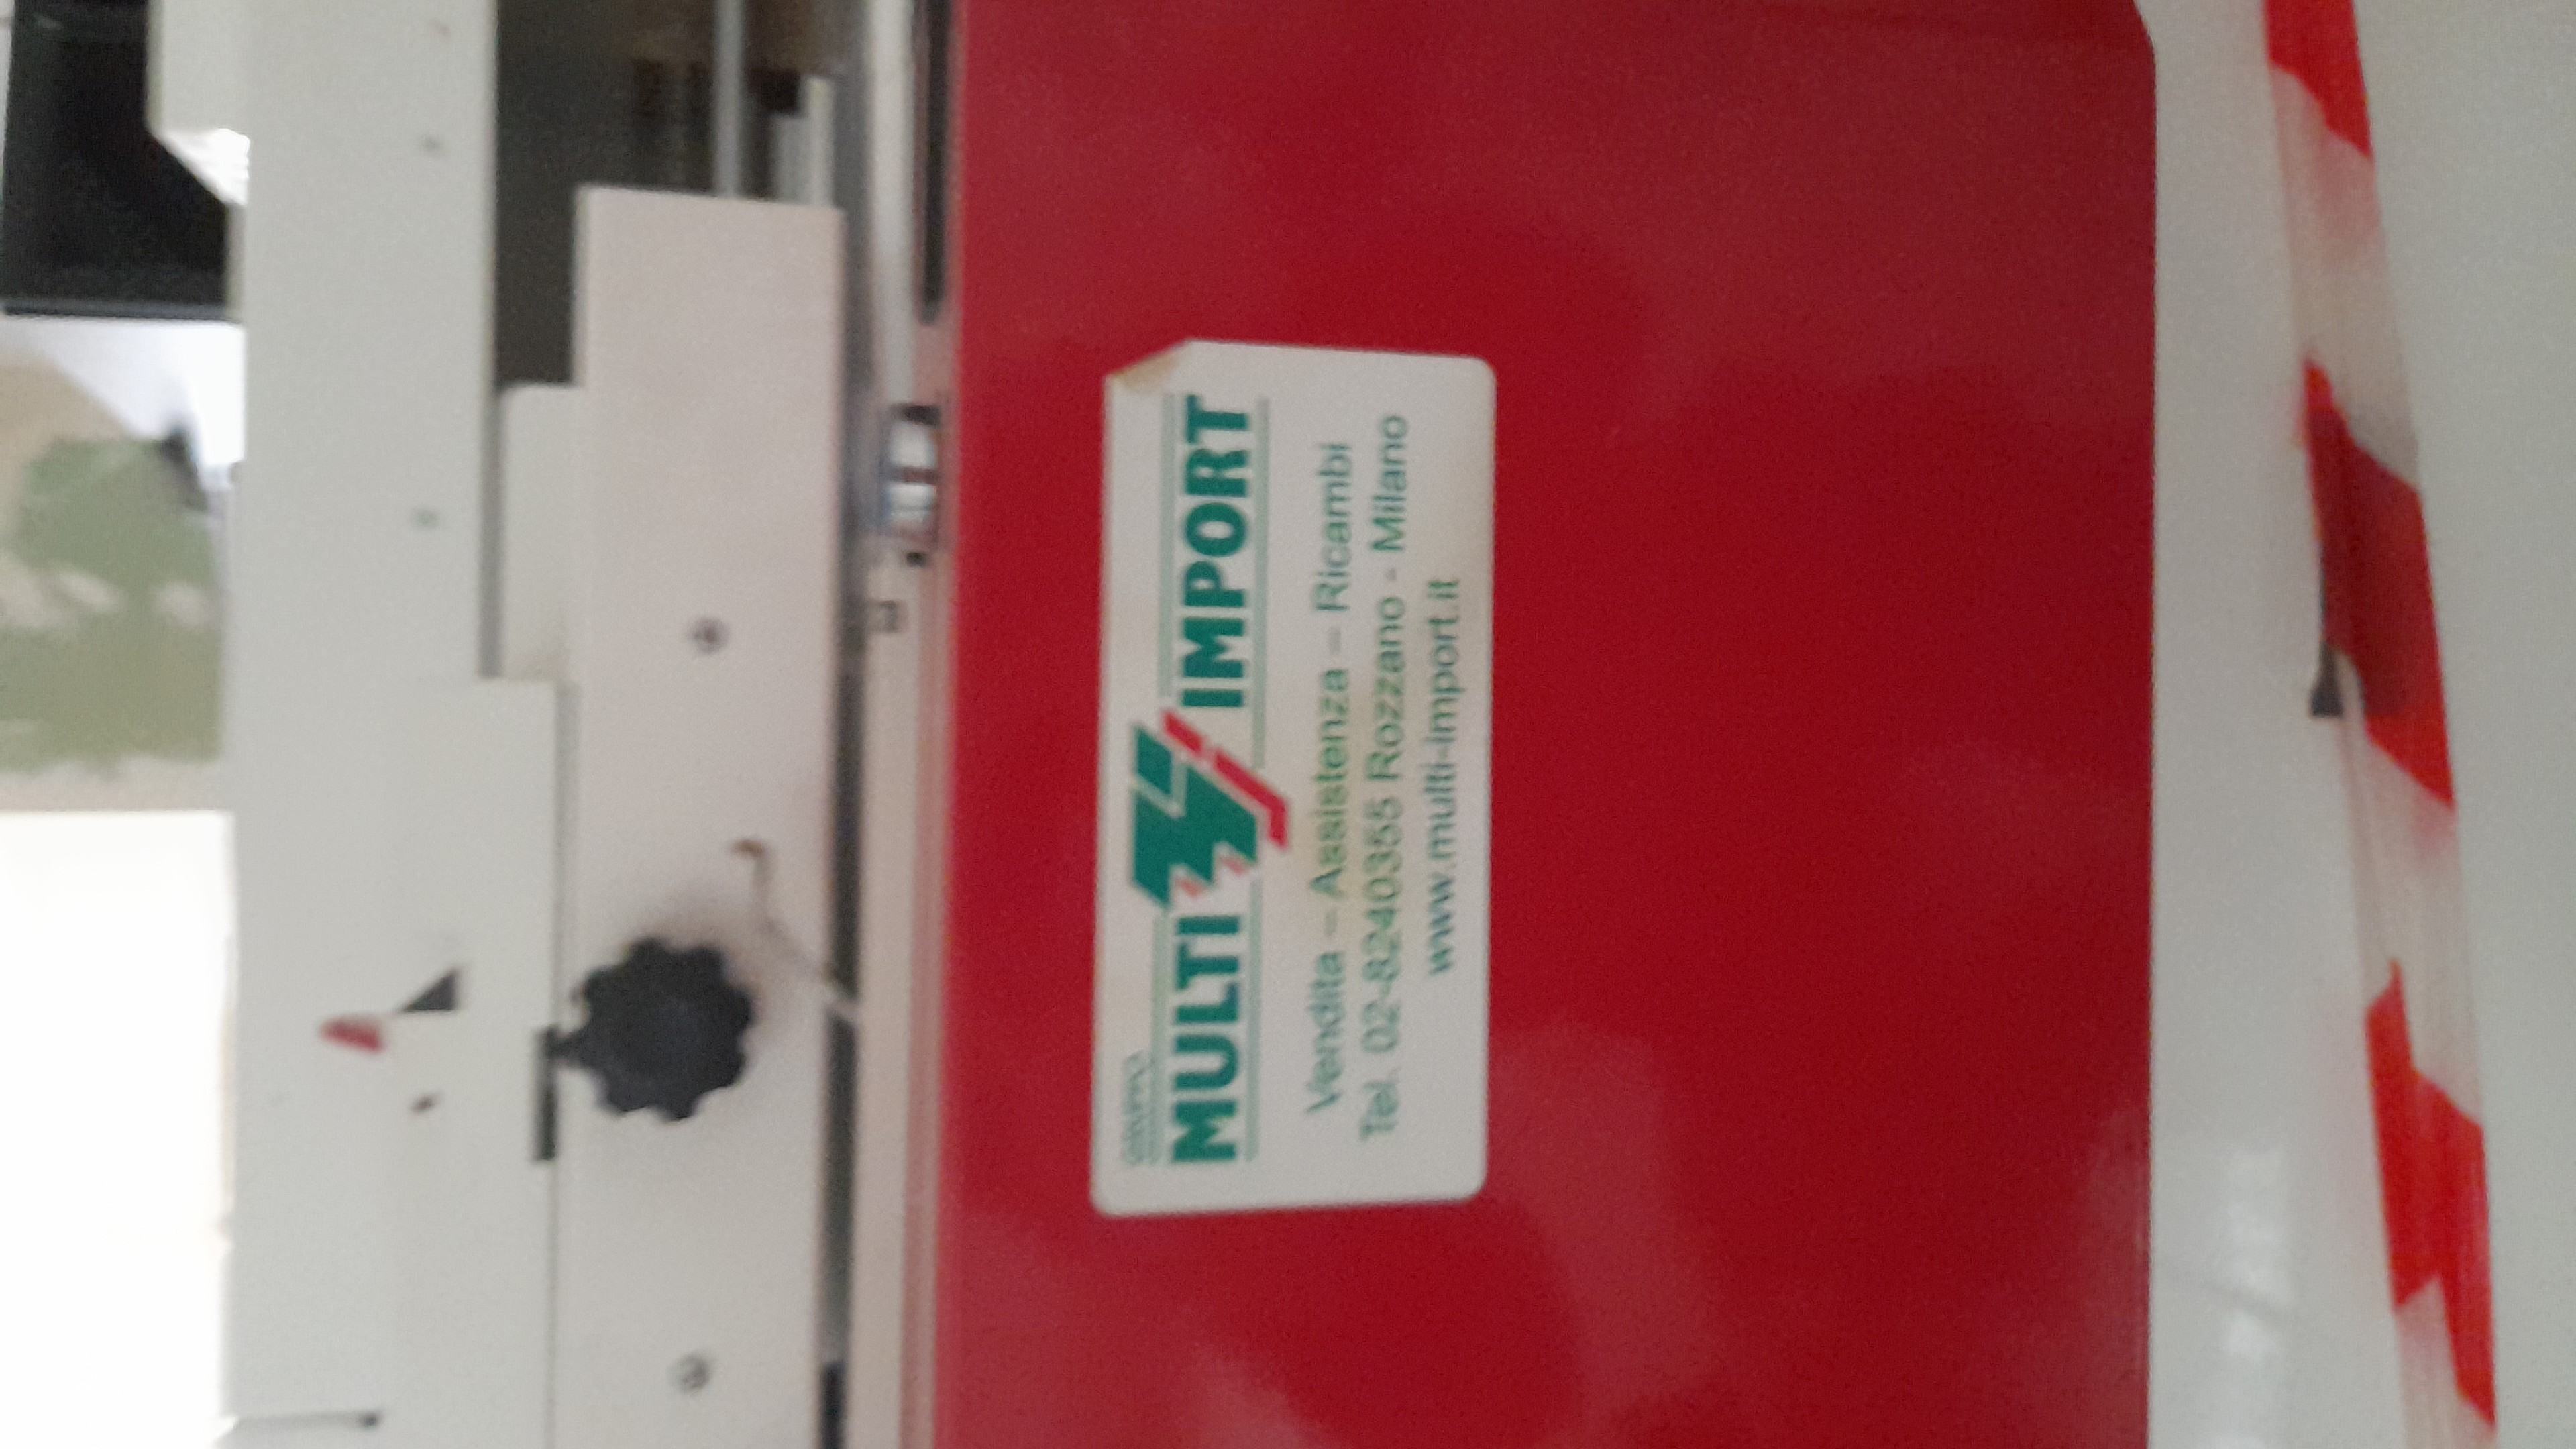 GRUPPO
MULTI IMPORT
Vendita – Assistenza – Ricambi
Tel. 02-8240355 Rozzano - Milano
www.multi-import.it